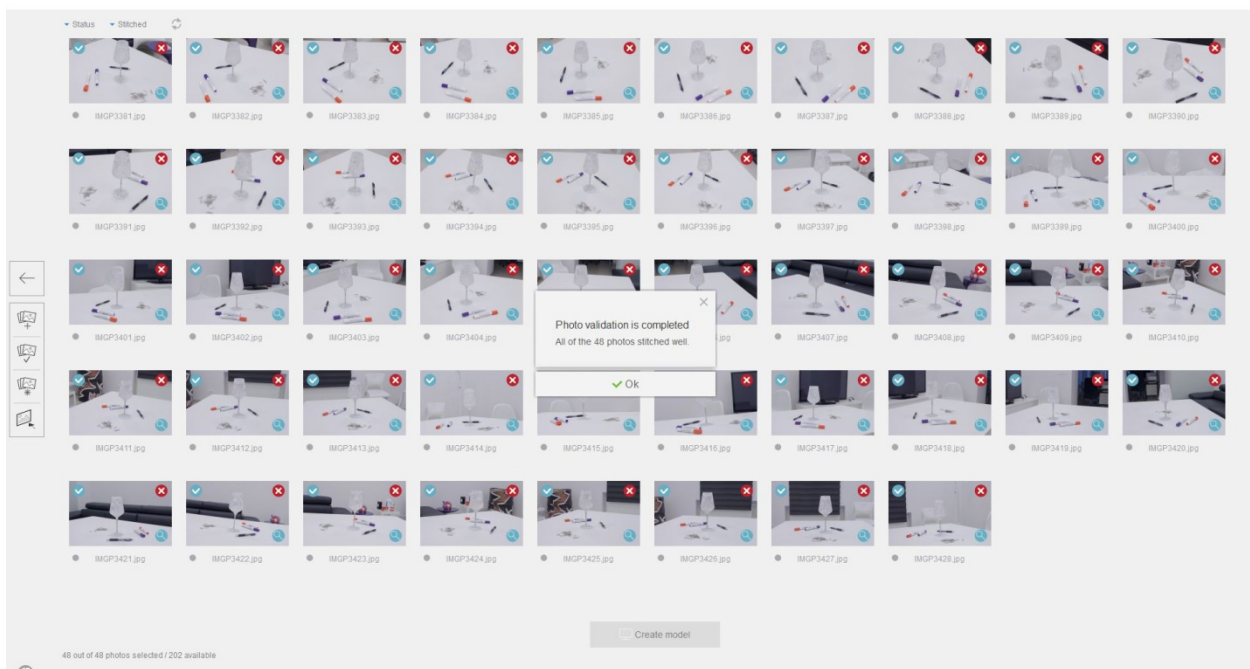 Status Stitched
IMGP3381.jpg IMGP3382.jpg IMGP3383.jpg IMGP3384.jpg IMGP3385.jpg IMGP3386.jpg IMGP3387.jpg IMGP3388.jpg IMGP3389.jpg IMGP3390.jpg
IMGP3391.jpg IMGP3392.jpg IMGP3393.jpg IMGP3394.jpg IMGP3395.jpg IMGP3396.jpg IMGP3397.jpg IMGP3398.jpg IMGP3399.jpg IMGP3400.jpg
Photo validation is completed
All of the 48 photos stitched well.
IMGP3401.jpg IMGP3402.jpg IMGP3403.jpg IMGP3404.jpg IMGP3407.jpg IMGP3408.jpg IMGP3409.jpg IMGP3410.jpg
Ok
IMGP3411.jpg IMGP3412.jpg IMGP3413.jpg IMGP3414.jpg IMGP3415.jpg IMGP3416.jpg IMGP3417.jpg IMGP3418.jpg IMGP3419.jpg IMGP3420.jpg
IMGP3421.jpg IMGP3422.jpg IMGP3423.jpg IMGP3424.jpg IMGP3425.jpg IMGP3426.jpg IMGP3427.jpg IMGP3428.jpg
Create model
48 out of 48 photos selected / 202 available